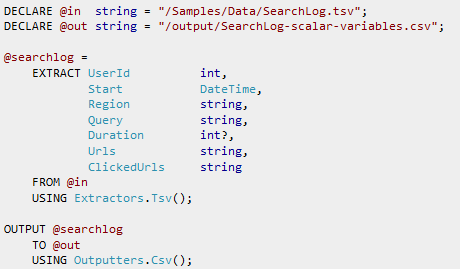 DECLARE @in  string = "/Samples/Data/SearchLog.tsv";
DECLARE @out string = "/output/SearchLog-scalar-variables.csv";
@searchlog =
    EXTRACT UserId          int,
            Start           DateTime,
            Region          string,
            Query           string,
            Duration        int?,
            Urls            string,
            ClickedUrls     string
    FROM @in
    USING Extractors.Tsv();
OUTPUT @searchlog
    TO @out
    USING Outputters.Csv();